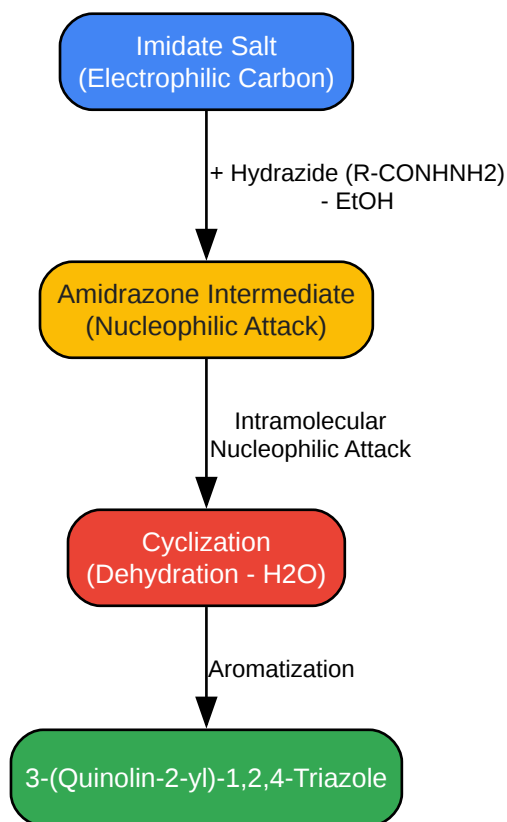 Imidate Salt
(Electrophilic Carbon)
+ Hydrazide (R-CONHNH2)
- EtOH
Amidrazone Intermediate
(Nucleophilic Attack)
Intramolecular
Nucleophilic Attack
Cyclization
(Dehydration - H2O)
Aromatization
3-(Quinolin-2-yl)-1,2,4-Triazole